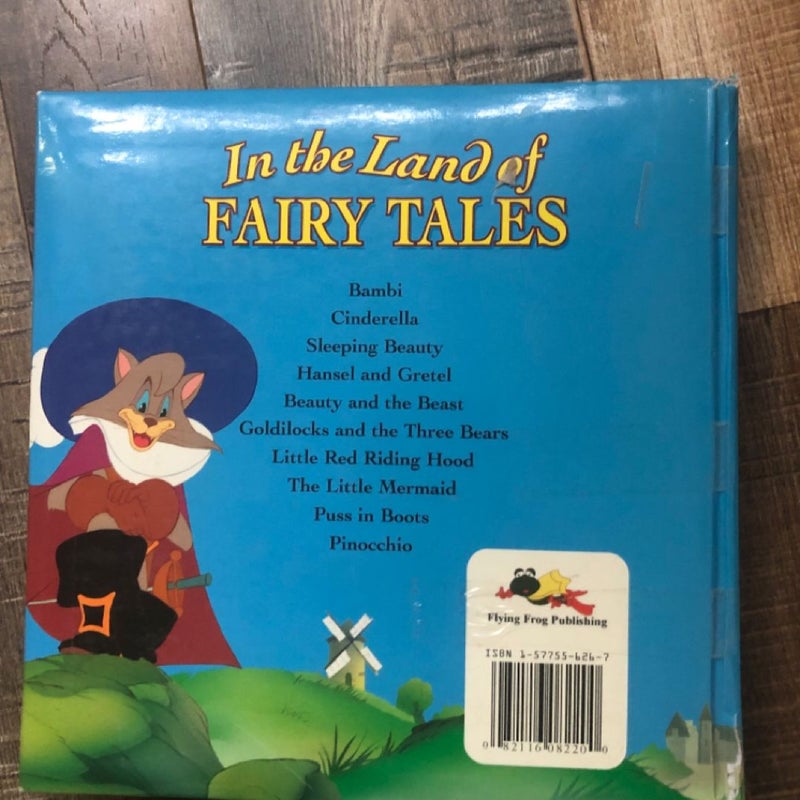 In the Land of
FAIRY TALES
Bambi
Cinderella
Sleeping Beauty
Hansel and Gretel
Beauty and the Beast
Goldilocks and the Three Bears
Little Red Riding Hood
The Little Mermaid
Puss in Boots
Pinocchio
Flying Frog Publishing
ISBN 1-57755-626-7
0 82116 08220 0